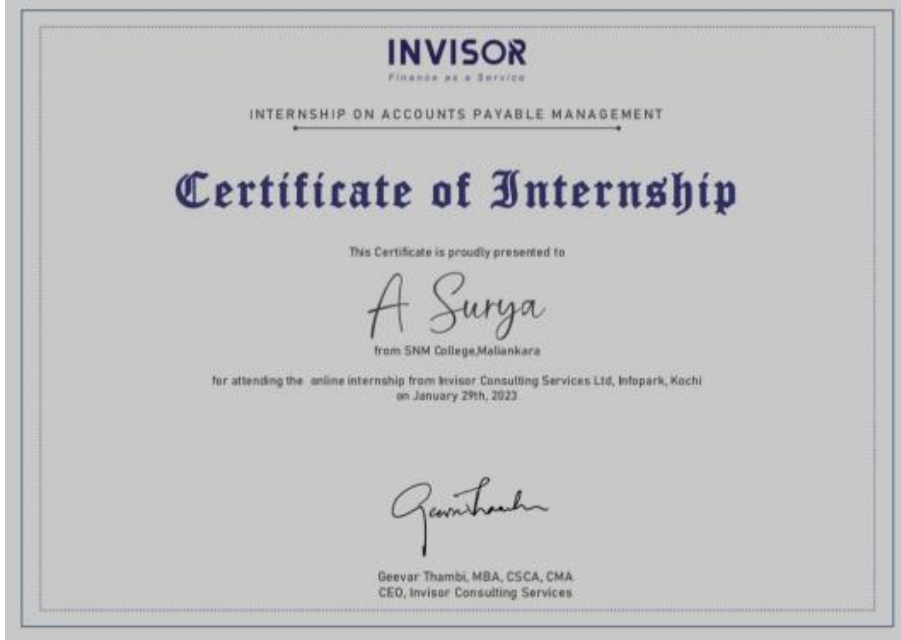 INVISOR
Finance as a Service
INTERNSHIP ON ACCOUNTS PAYABLE MANAGEMENT
Certificate of Internship
This Certificate is proudly presented to
A Surya
from SNM College,Maliankara
for attending the online internship from Invisor Consulting Services Ltd, Infopark, Kochi
on January 29th, 2023
Geevar Thambi, MBA, CSCA, CMA
CEO, Invisor Consulting Services